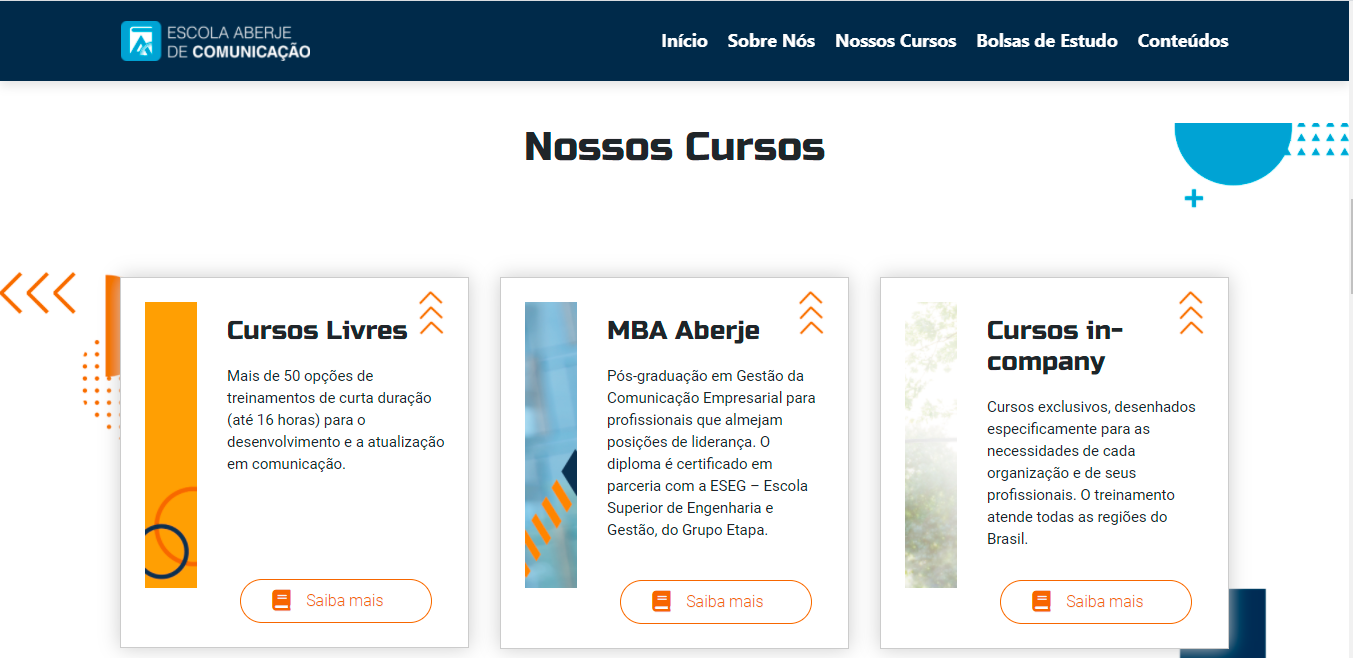 ESCOLA ABERJE
DE COMUNICAÇÃO
Início Sobre Nós Nossos Cursos Bolsas de Estudo Conteúdos
Nossos Cursos
Cursos Livres
Mais de 50 opções de
treinamentos de curta duração
(até 16 horas) para o
desenvolvimento e a atualização
em comunicação.
Saiba mais
MBA Aberje
Pós-graduação em Gestão da
Comunicação Empresarial para
profissionais que almejam
posições de liderança. O
diploma é certificado em
parceria com a ESEG – Escola
Superior de Engenharia e
Gestão, do Grupo Etapa.
Saiba mais
Cursos in-
company
Cursos exclusivos, desenhados
especificamente para as
necessidades de cada
organização e de seus
profissionais. O treinamento
atende todas as regiões do
Brasil.
Saiba mais